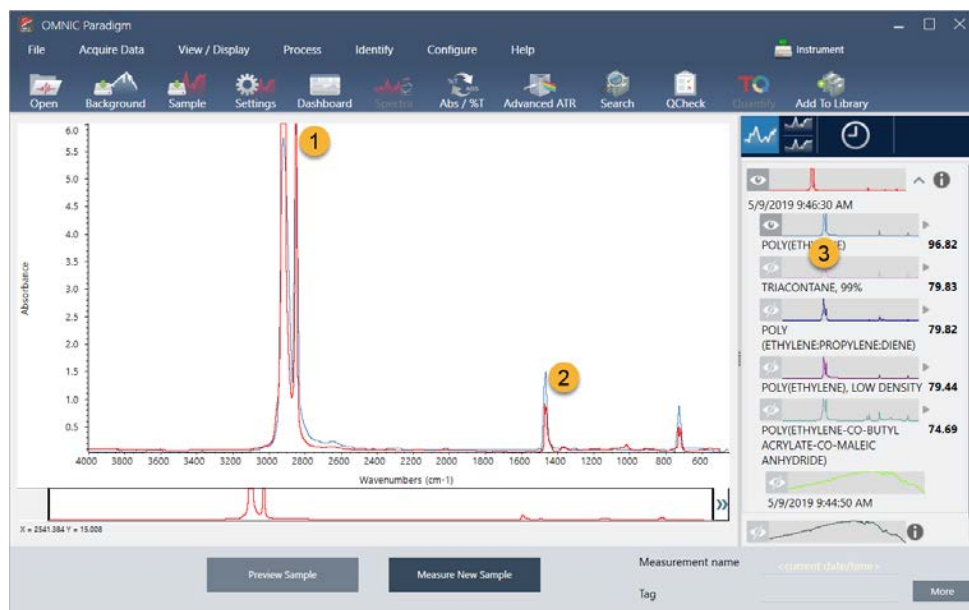 OMNIC Paradigm
File Acquire Data View / Display Process Identify Configure Help Instrument
Open Background Sample Settings Dashboard Spectra Abs / %T Advanced ATR Search QCheck Quantify Add To Library
1
2
3
6.0
5.5
5.0
4.5
4.0
3.5
3.0
2.5
2.0
1.5
1.0
0.5
Absorbance
4000 3800 3600 3400 3200 3000 2800 2600 2400 2200 2000 1800 1600 1400 1200 1000 800 600
Wavenumbers (cm-1)
X = 2541.384 Y = 15.008
5/9/2019 9:46:30 AM
96.82
TRIACONTANE, 99% 79.83
POLY 79.82
(ETHYLENE:PROPYLENE:DIENE)
POLY(ETHYLENE), LOW DENSITY 79.44
POLY(ETHYLENE-CO-BUTYL 74.69
ACRYLATE-CO-MALEIC
ANHYDRIDE)
5/9/2019 9:44:50 AM
Preview Sample
Measure New Sample
Measurement name <current date/time>
Tag
More